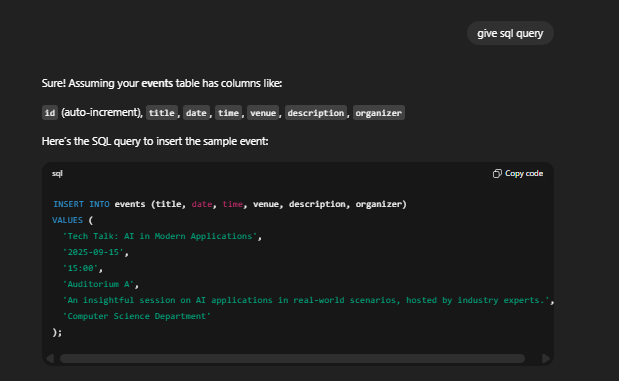 give sql query
Sure! Assuming your events table has columns like:
id (auto-increment), title, date, time, venue, description, organizer
Here's the SQL query to insert the sample event:
sql
Copy code
INSERT INTO events (title, date, time, venue, description, organizer)
VALUES (
'Tech Talk: AI in Modern Applications',
'2025-09-15',
'15:00',
'Auditorium A',
'An insightful session on AI applications in real-world scenarios, hosted by industry experts.',
'Computer Science Department'
);